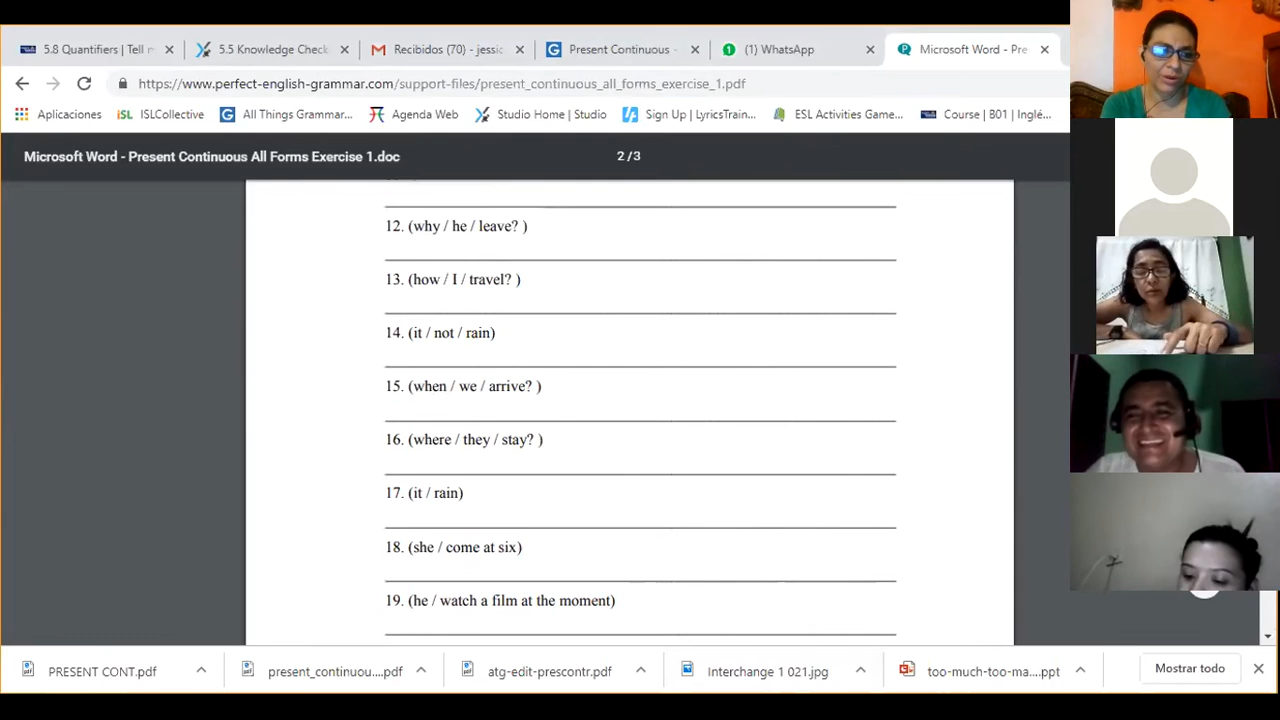 5.8 Quantifiers | Tell m
5.5 Knowledge Check
Recibidos (70) - jessic
Present Continuous -
(1) WhatsApp
Microsoft Word - Pre
https://www.perfect-english-grammar.com/support-files/present_continuous_all_forms_exercise_1.pdf
Aplicaciones
iSL ISLCollective
All Things Grammar...
Agenda Web
Studio Home | Studio
Sign Up | LyricsTrain...
ESL Activities Game...
Course | B01 | Inglé...
Microsoft Word - Present Continuous All Forms Exercise 1.doc
2 / 3
12. (why / he / leave? )
13. (how / I / travel? )
14. (it / not / rain)
15. (when / we / arrive? )
16. (where / they / stay? )
17. (it / rain)
18. (she / come at six)
19. (he / watch a film at the moment)
PRESENT CONT.pdf
present_continuou....pdf
atg-edit-prescontr.pdf
Interchange 1 021.jpg
too-much-too-ma....ppt
Mostrar todo